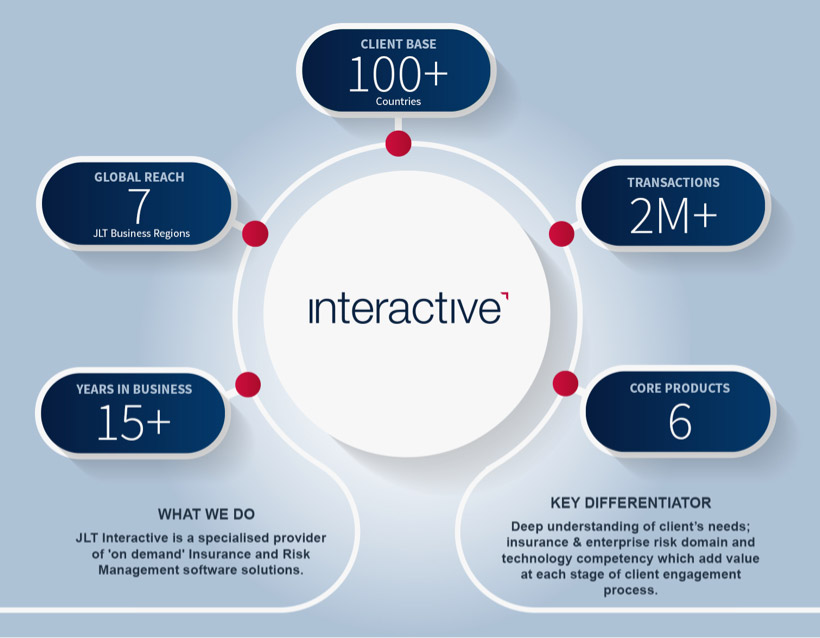 CLIENT BASE
100+
Countries
GLOBAL REACH
7
JLT Business Regions
TRANSACTIONS
2M+
interactive
YEARS IN BUSINESS
15+
CORE PRODUCTS
6
WHAT WE DO
JLT Interactive is a specialised provider
of 'on demand' Insurance and Risk
Management software solutions.
KEY DIFFERENTIATOR
Deep understanding of client's needs;
insurance & enterprise risk domain and
technology competency which add value
at each stage of client engagement
process.